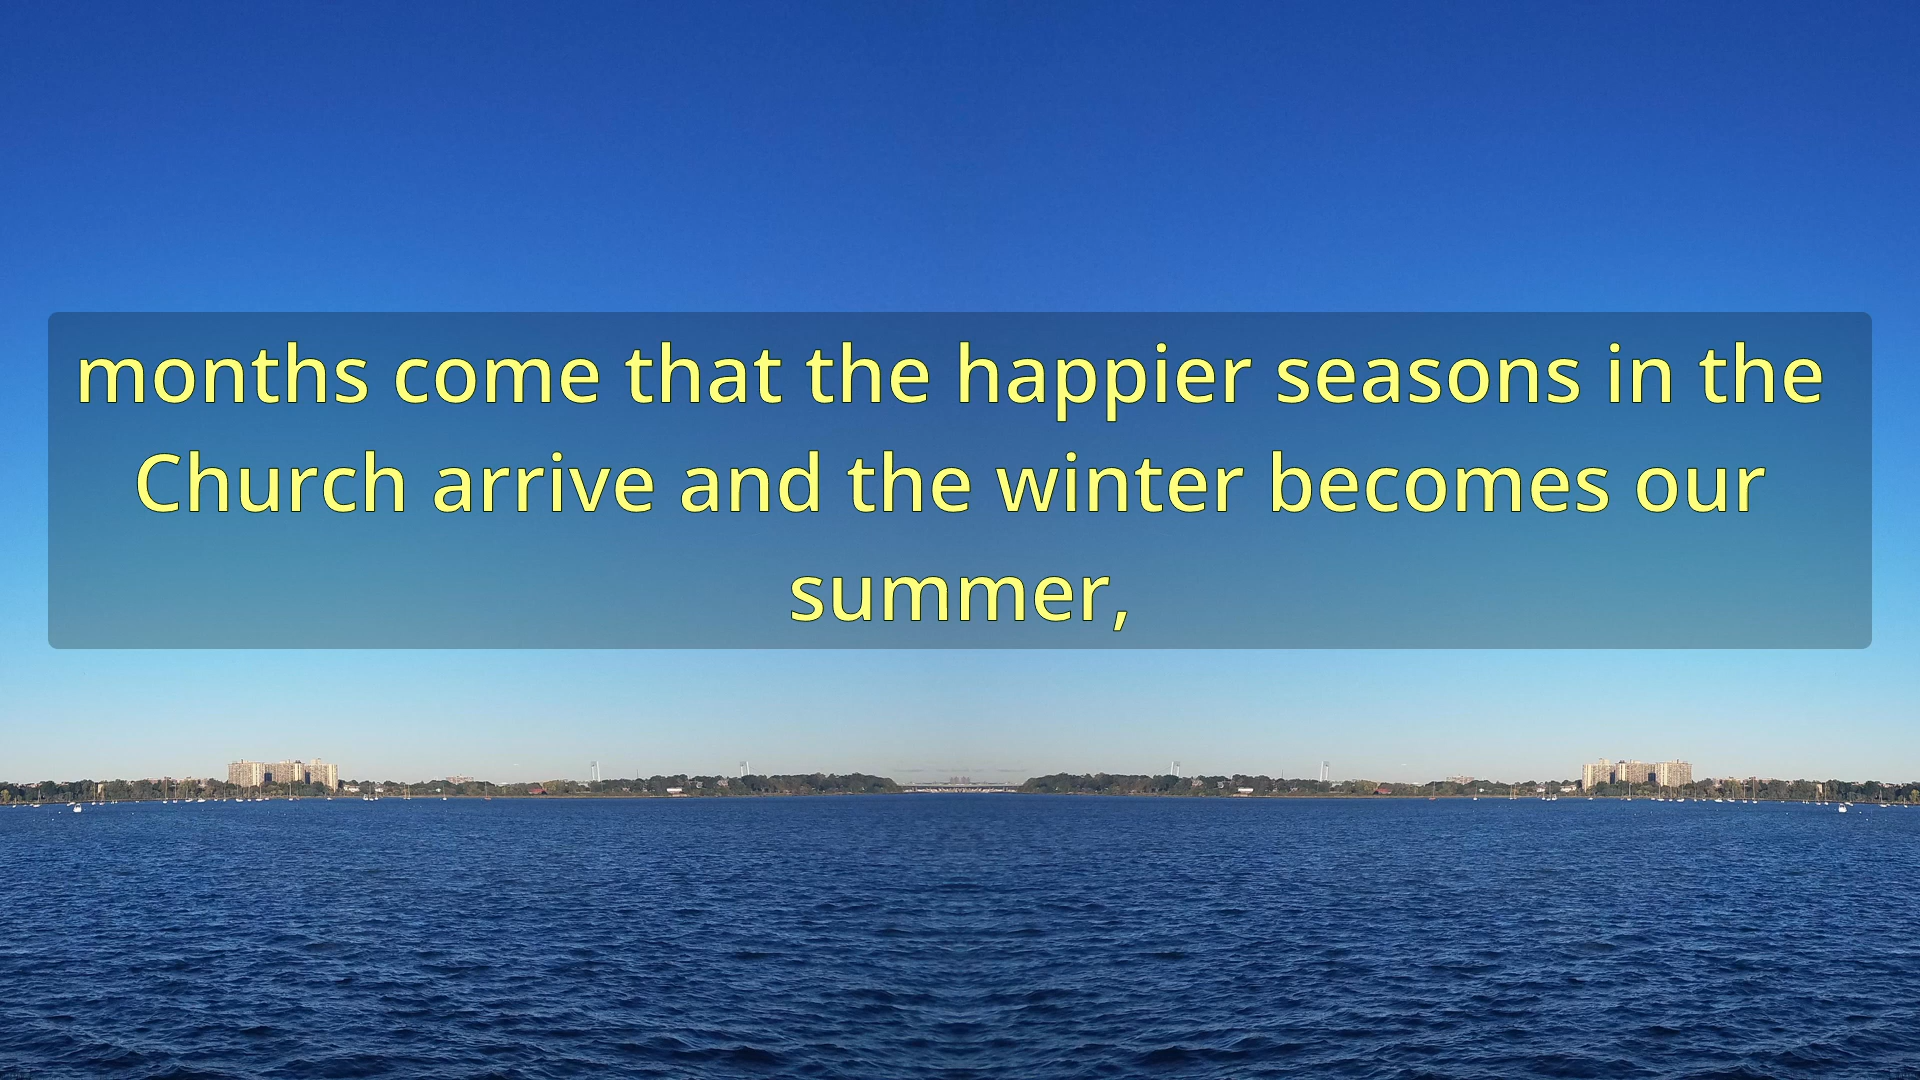 months come that the happier seasons in the
Church arrive and the winter becomes our
summer,